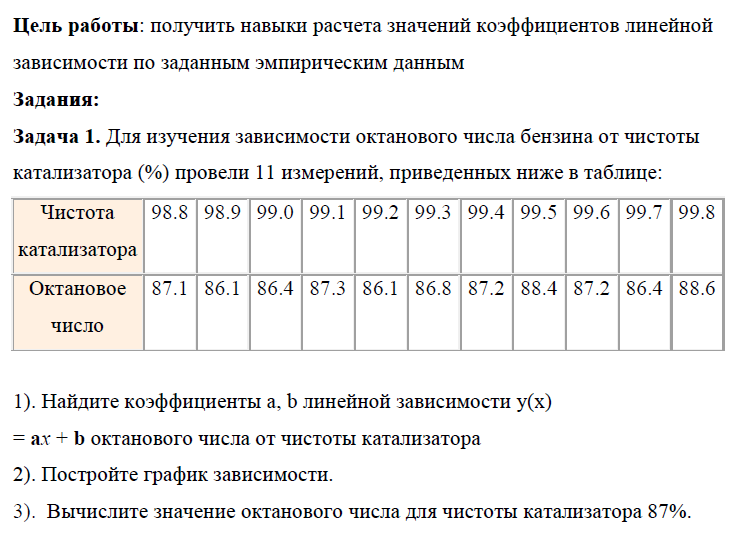 Цель работы: получить навыки расчета значений коэффициентов линейной
зависимости по заданным эмпирическим данным
Задания:
Задача 1. Для изучения зависимости октанового числа бензина от чистоты
катализатора (%) провели 11 измерений, приведенных ниже в таблице:
Чистота катализатора 98.8 98.9 99.0 99.1 99.2 99.3 99.4 99.5 99.6 99.7 99.8
Октановое число 87.1 86.1 86.4 87.3 86.1 86.8 87.2 88.4 87.2 86.4 88.6
1). Найдите коэффициенты a, b линейной зависимости y(x)
= ax + b октанового числа от чистоты катализатора
2). Постройте график зависимости.
3). Вычислите значение октанового числа для чистоты катализатора 87%.